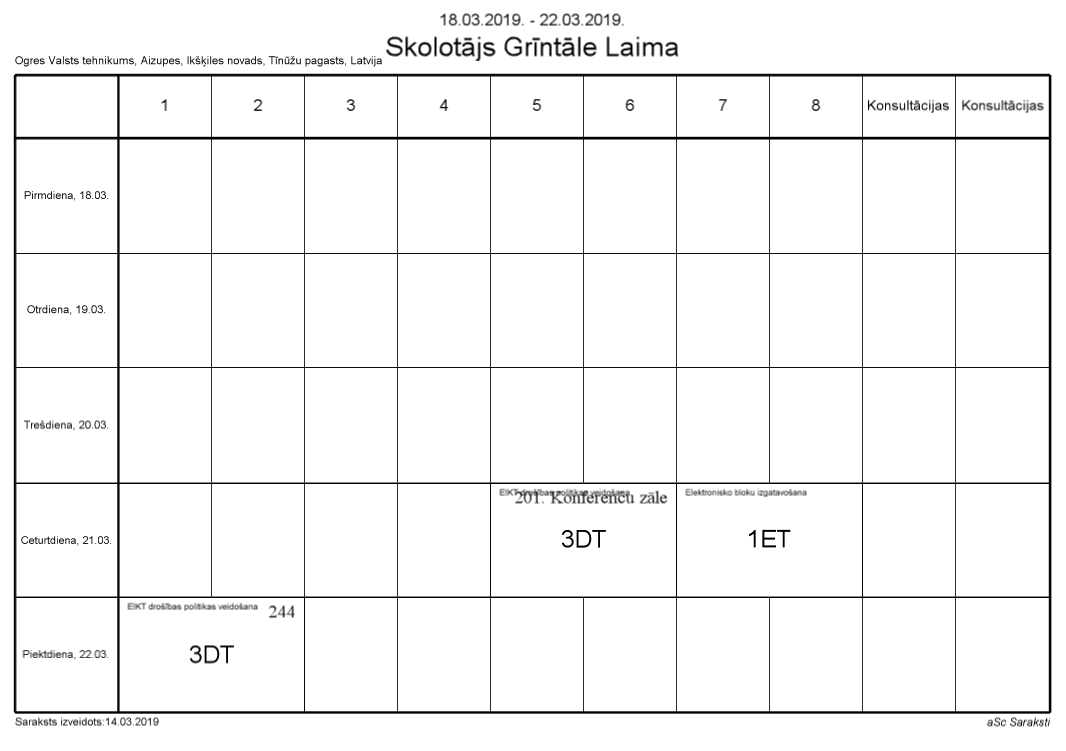 18.03.2019. - 22.03.2019.
Skolotājs Grīntāle Laima
Ogres Valsts tehnikums, Aizupes, Ikšķiles novads, Tīnūžu pagasts, Latvija
1 2 3 4 5 6 7 8 Konsultācijas Konsultācijas
Pirmdiena, 18.03.
Otrdiena, 19.03.
Trešdiena, 20.03.
EIKT drošības politikas veidošana Elektronisko bloku izgatavošana
201. Konferencu zāle
Ceturtdiena, 21.03. 3DT 1ET
EIKT drošības politikas veidošana 244
Piektdiena, 22.03. 3DT
Saraksts izveidots:14.03.2019 aSc Saraksti